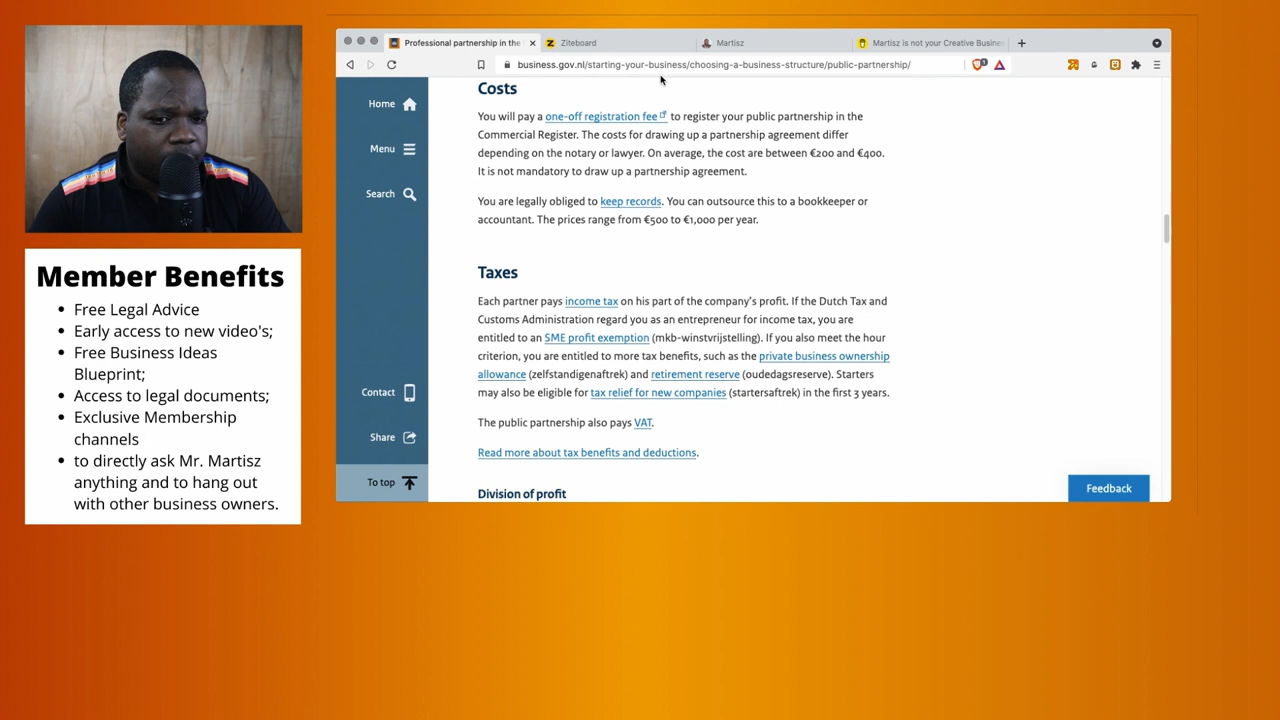 Member Benefits
Free Legal Advice
Early access to new video's;
Free Business Ideas
Blueprint;
Access to legal documents;
Exclusive Membership
channels
to directly ask Mr. Martisz
anything and to hang out
with other business owners.
Professional partnership in the
Ziteboard
Martisz
Martisz is not your Creative Busine
business.gov.nl/starting-your-business/choosing-a-business-structure/public-partnership/
Home
Menu
Search
Contact
Share
To top
Costs
You will pay a one-off registration fee to register your public partnership in the
Commercial Register. The costs for drawing up a partnership agreement differ
depending on the notary or lawyer. On average, the cost are between €200 and €400.
It is not mandatory to draw up a partnership agreement.
You are legally obliged to keep records. You can outsource this to a bookkeeper or
accountant. The prices range from €500 to €1,000 per year.
Taxes
Each partner pays income tax on his part of the company's profit. If the Dutch Tax and
Customs Administration regard you as an entrepreneur for income tax, you are
entitled to an SME profit exemption (mkb-winstvrijstelling). If you also meet the hour
criterion, you are entitled to more tax benefits, such as the private business ownership
allowance (zelfstandigenaftrek) and retirement reserve (oudedagsreserve). Starters
may also be eligible for tax relief for new companies (startersaftrek) in the first 3 years.
The public partnership also pays VAT.
Read more about tax benefits and deductions.
Division of profit
Feedback